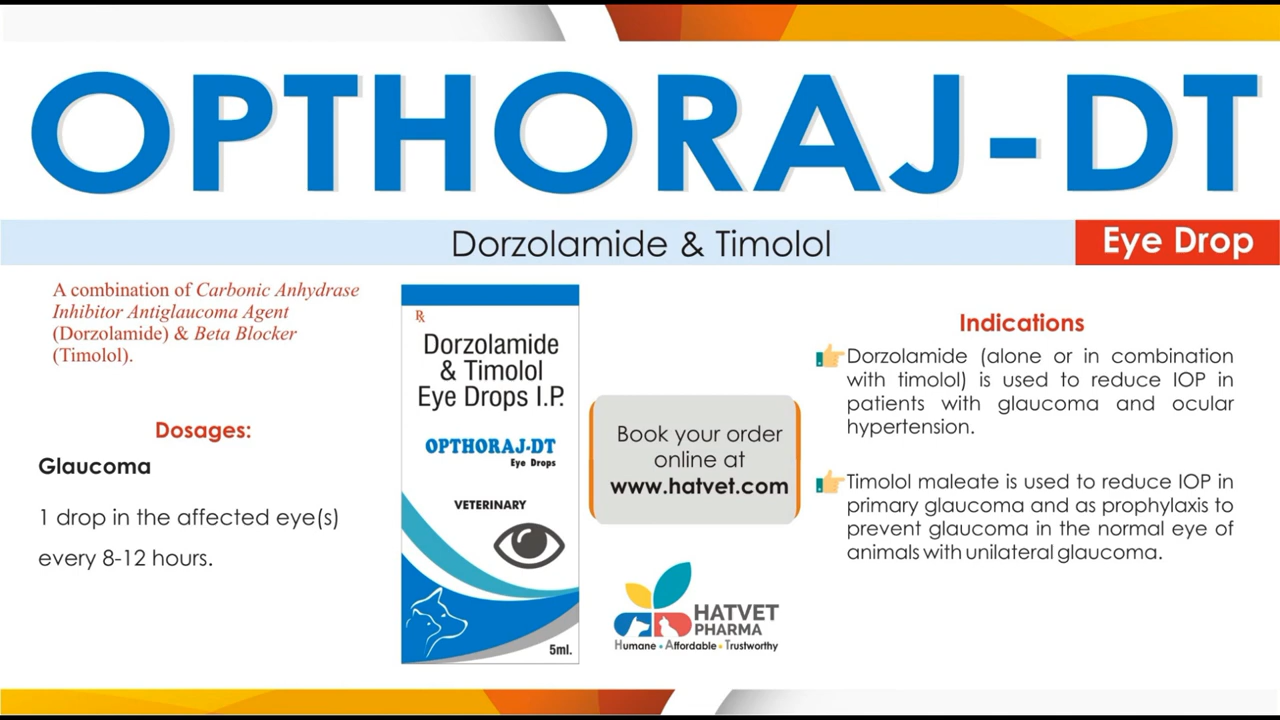 OPTHORAJ-DT
Dorzolamide & Timolol
Eye Drop
A combination of Carbonic Anhydrase
Inhibitor Antiglaucoma Agent
(Dorzolamide) & Beta Blocker
(Timolol).
Dosages:
Glaucoma
1 drop in the affected eye(s)
every 8-12 hours.
℞
Dorzolamide
& Timolol
Eye Drops I.P.
OPTHORAJ-DT
Eye Drops
VETERINARY
5ml.
Book your order
online at
www.hatvet.com
HATVET
PHARMA
Humane • Affordable • Trustworthy
Indications
Dorzolamide (alone or in combination
with timolol) is used to reduce IOP in
patients with glaucoma and ocular
hypertension.
Timolol maleate is used to reduce IOP in
primary glaucoma and as prophylaxis to
prevent glaucoma in the normal eye of
animals with unilateral glaucoma.